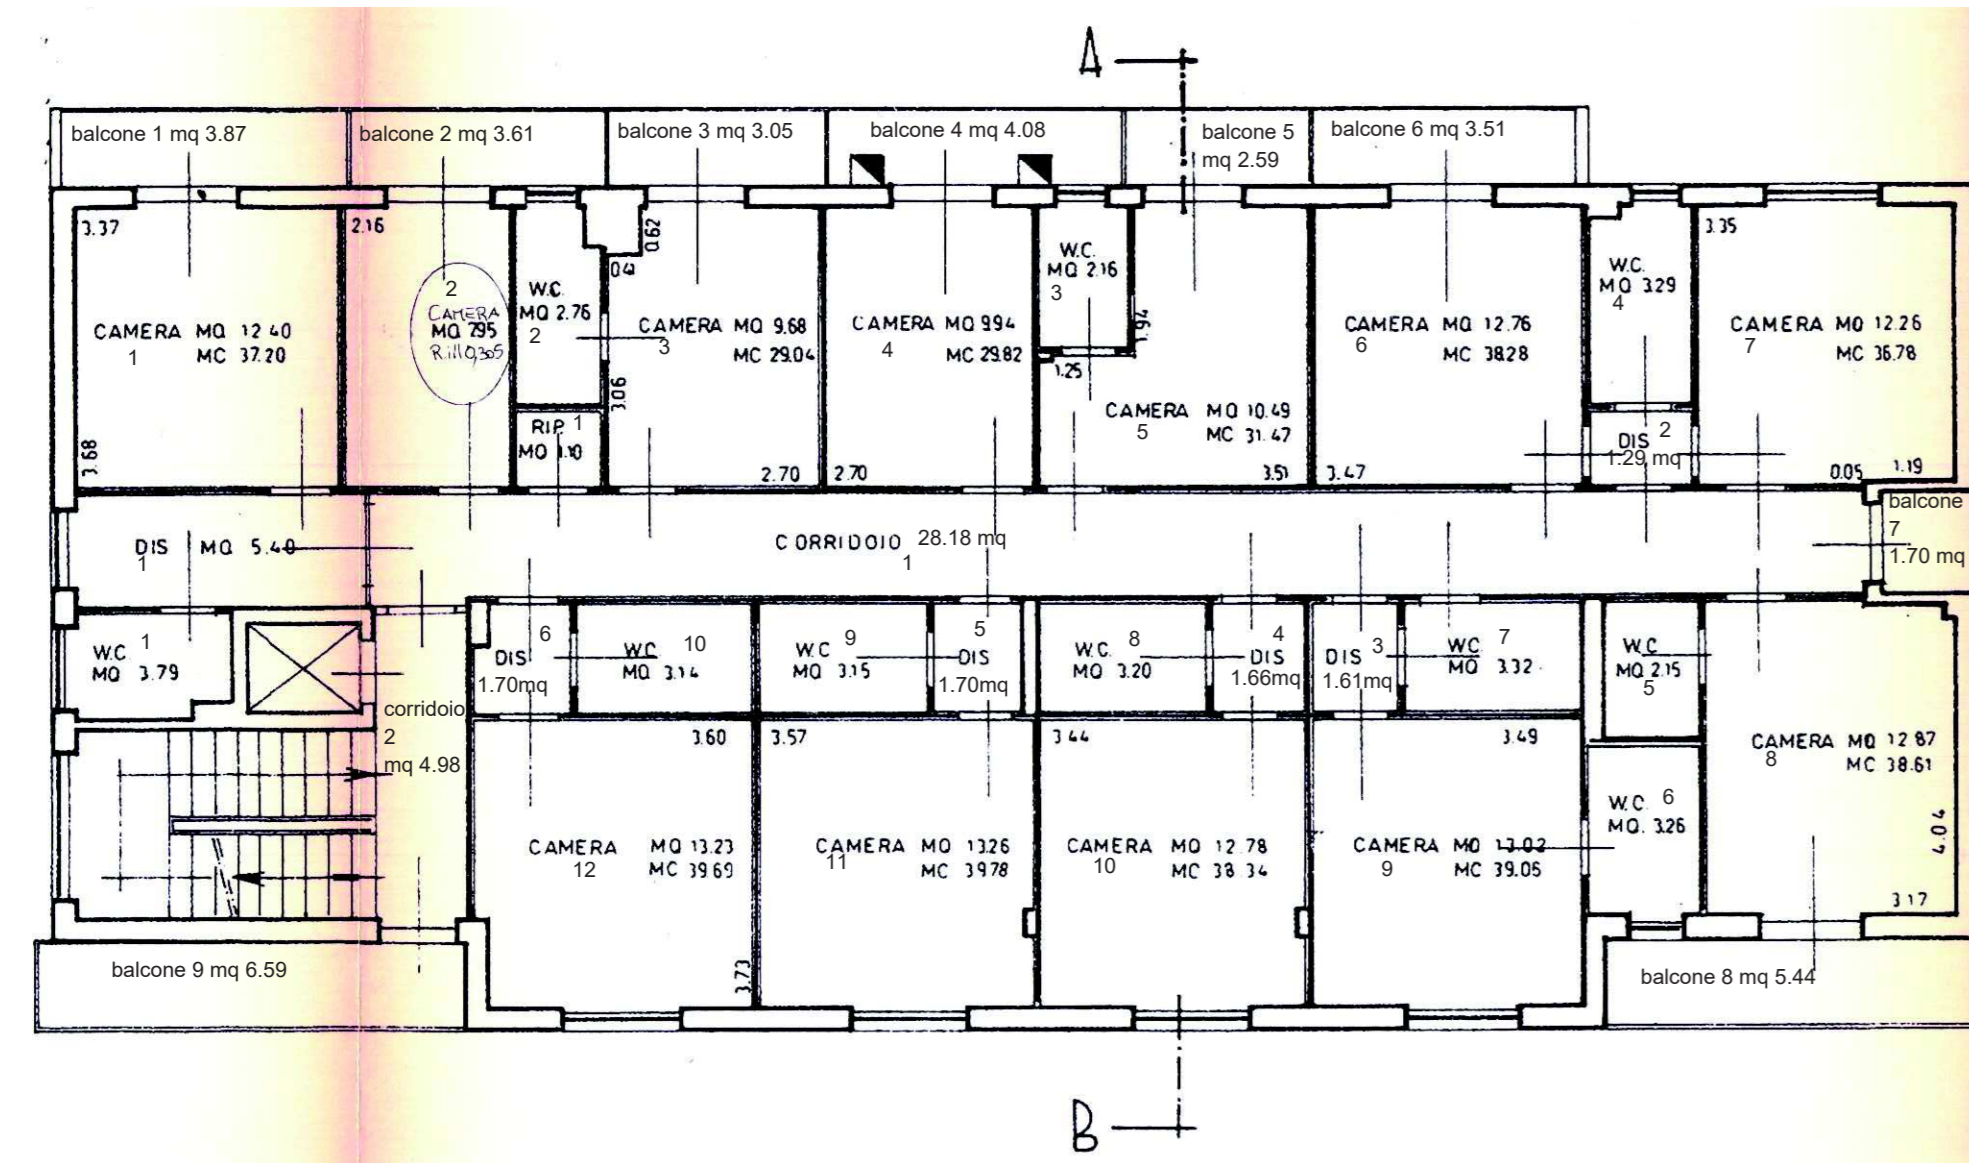 A
balcone 1 mq 3.87
balcone 2 mq 3.61
balcone 3 mq 3.05
balcone 4 mq 4.08
balcone 5
mq 2.59
balcone 6 mq 3.51
3.37
2.16
0.62
0.4
3.35
CAMERA MQ 12.40
1
MC 37.20
3.68
2
CAMERA
MQ 7.95
W.C.
MQ 2.76
2
RIP. 1
MQ 1.10
3.06
CAMERA MQ 9.68
3
MC 29.04
2.70
CAMERA MQ 9.94
4
MC 29.82
2.70
W.C.
MQ 2.16
3
1.94
1.25
CAMERA MQ 10.49
5
MC 31.47
3.51
CAMERA MQ 12.76
6
MC 38.28
3.47
W.C.
MQ 3.29
4
DIS 2
1.29 mq
CAMERA MQ 12.26
7
MC 36.78
0.05
1.19
DIS MQ 5.40
1
CORRIDOIO 28.18 mq
1
balcone
7
1.70 mq
W.C. 1
MQ 3.79
corridoio
2
mq 4.98
6
DIS
1.70mq
W.C. 10
MQ 3.14
W.C. 9
MQ 3.15
5
DIS
1.70mq
W.C. 8
MQ 3.20
4
DIS
1.66mq
DIS 3
1.61mq
WC 7
MQ 3.32
W.C
MQ 2.15
5
3.60
3.57
3.44
3.49
CAMERA MQ 13.23
12
MC 39.69
3.73
CAMERA MQ 13.26
11
MC 39.78
CAMERA MQ 12.78
10
MC 38.34
CAMERA MQ 13.02
9
MC 39.05
W.C. 6
MQ. 3.26
CAMERA MQ 12.87
8
MC 38.61
4.04
3.17
balcone 9 mq 6.59
balcone 8 mq 5.44
B